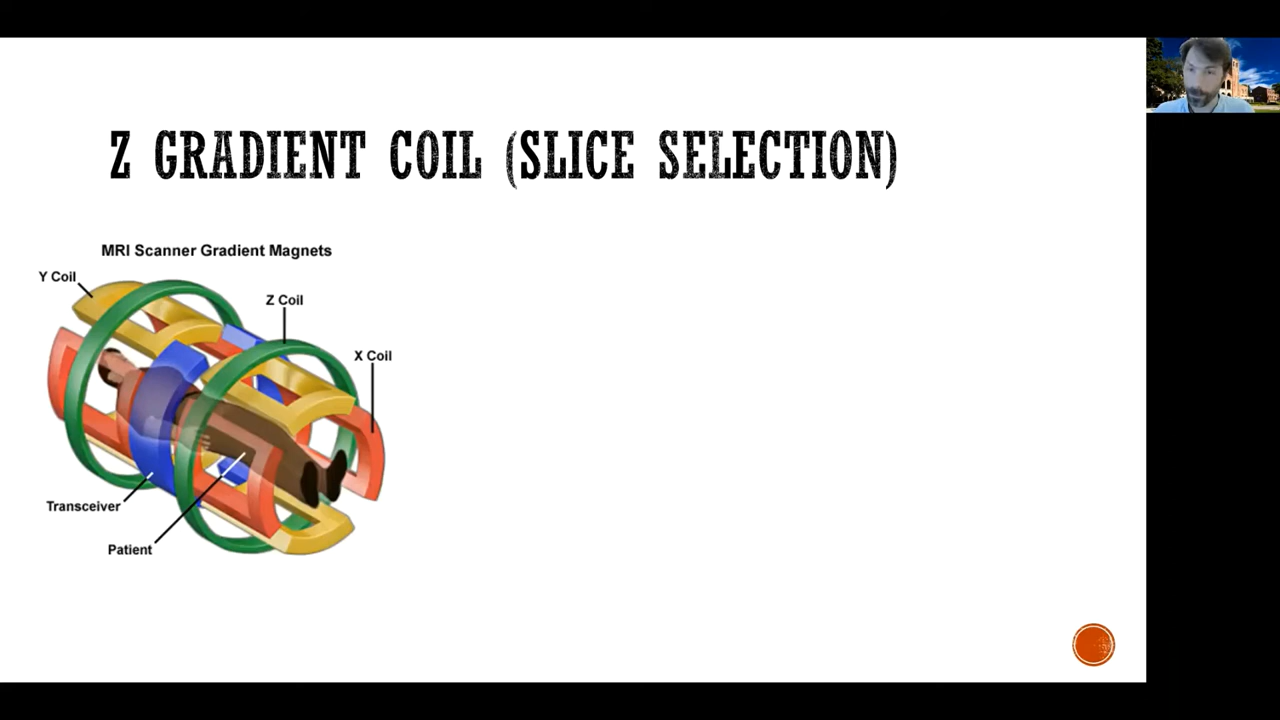 Z GRADIENT COIL (SLICE SELECTION)
MRI Scanner Gradient Magnets
Y Coil
Z Coil
X Coil
Transceiver
Patient